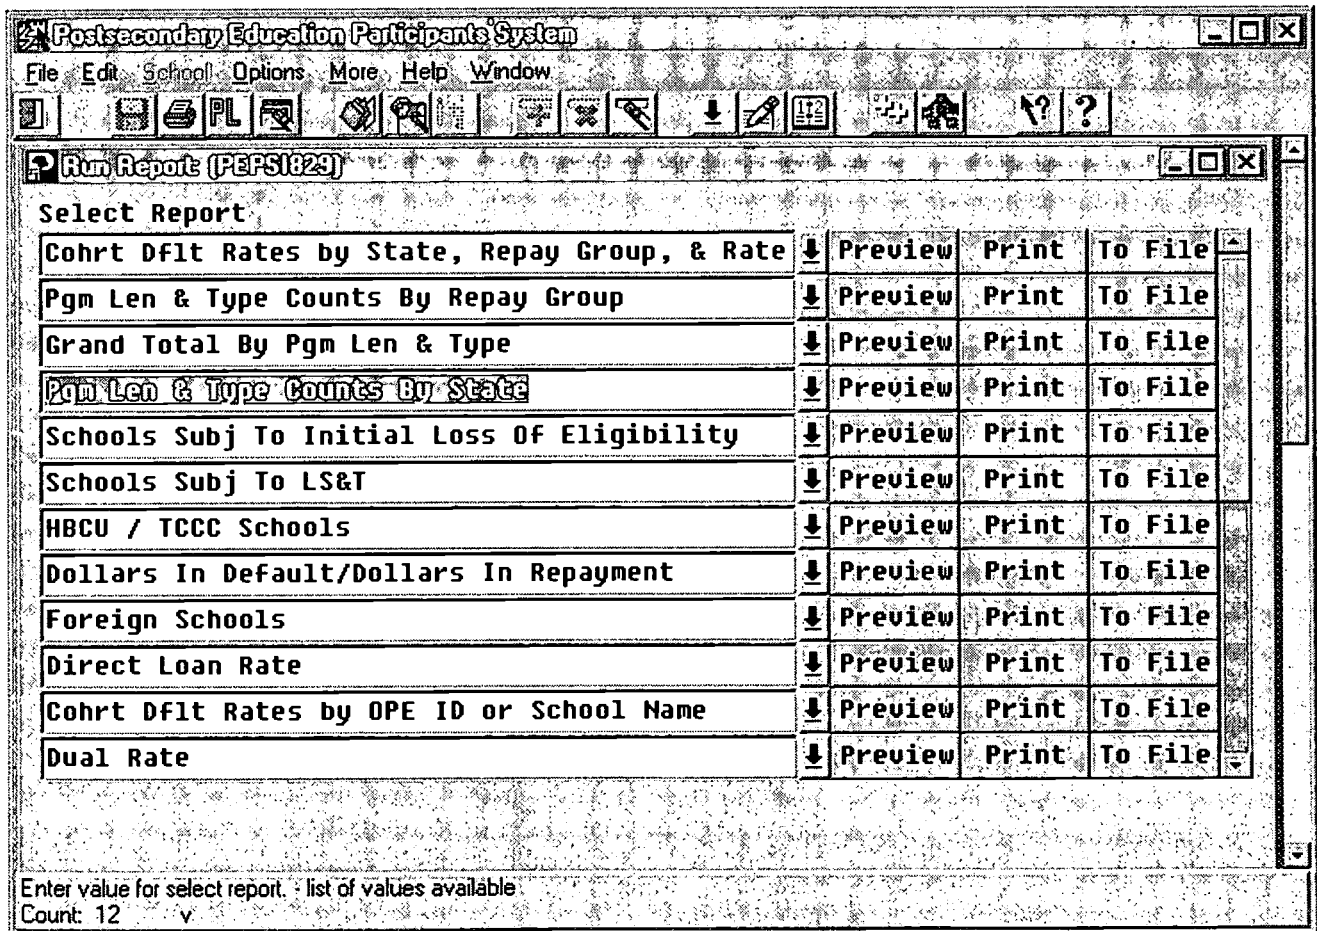 Postsecondary Education Participants System
File Edit School Options More Help Window
PL ? ?
Run Report (PEPS1829)
Select Report
Cohrt Dflt Rates by State, Repay Group, & Rate Preview Print To File
Pgm Len & Type Counts By Repay Group Preview Print To File
Grand Total By Pgm Len & Type Preview Print To File
Pgm Len & Type Counts By State Preview Print To File
Schools Subj To Initial Loss Of Eligibility Preview Print To File
Schools Subj To LS&T Preview Print To File
HBCU / TCCC Schools Preview Print To File
Dollars In Default/Dollars In Repayment Preview Print To File
Foreign Schools Preview Print To File
Direct Loan Rate Preview Print To File
Cohrt Dflt Rates by OPE ID or School Name Preview Print To File
Dual Rate Preview Print To File
Enter value for select report. - list of values available
Count: 12 v